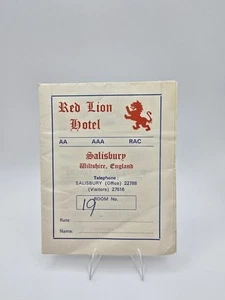 Red Lion
Hotel
AA AAA RAC
Salisbury
Wiltshire, England
Telephone:
SALISBURY (Office) 22788
(Visitors) 27616
ROOM No.
19
Rate:
Name: